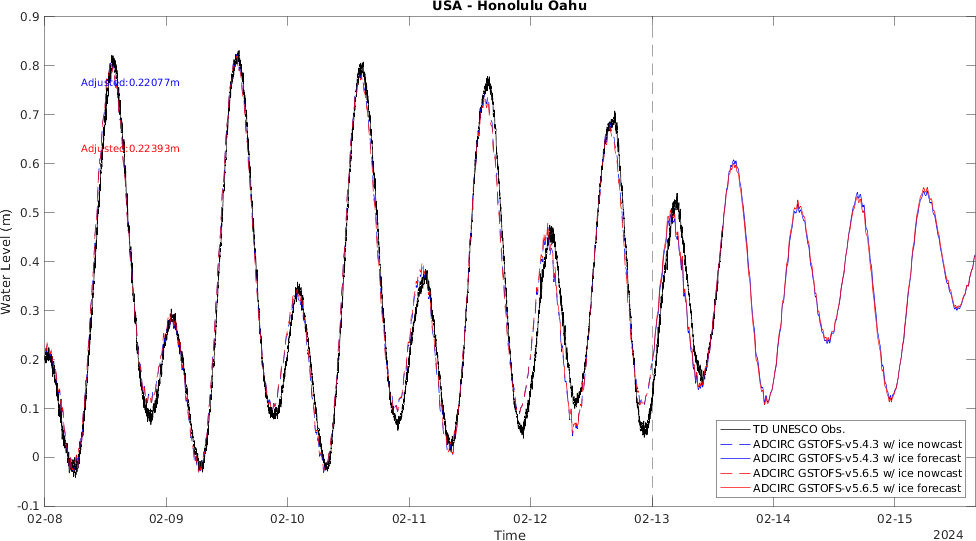 USA - Honolulu Oahu
0.9
0.8
Adjusted:0.22077m
0.7
Adjusted:0.22393m
0.6
0.5
Water Level (m)
0.4
0.3
0.2
0.1
0
-0.1
TD UNESCO Obs.
ADCIRC GSTOFS-v5.4.3 w/ ice nowcast
ADCIRC GSTOFS-v5.4.3 w/ ice forecast
ADCIRC GSTOFS-v5.6.5 w/ ice nowcast
ADCIRC GSTOFS-v5.6.5 w/ ice forecast
02-08 02-09 02-10 02-11 02-12 02-13 02-14 02-15
Time
2024